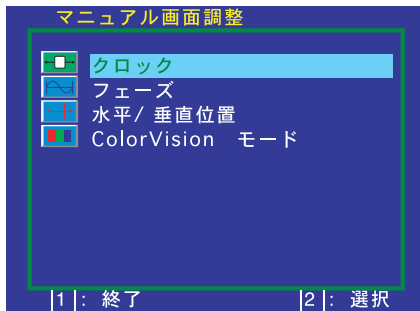 マニュアル画面調整
クロック
フェーズ
水平/ 垂直位置
ColorVision モード
1 : 終了 2 : 選択